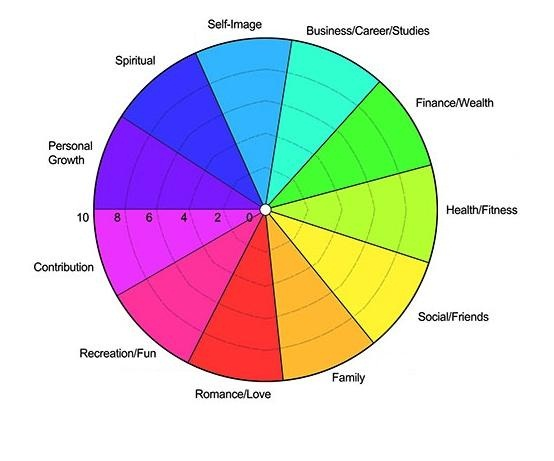 Self-Image
Business/Career/Studies
Spiritual
Finance/Wealth
Personal
Growth
Health/Fitness
10 8 6 4 2 0
Contribution
Social/Friends
Recreation/Fun
Family
Romance/Love